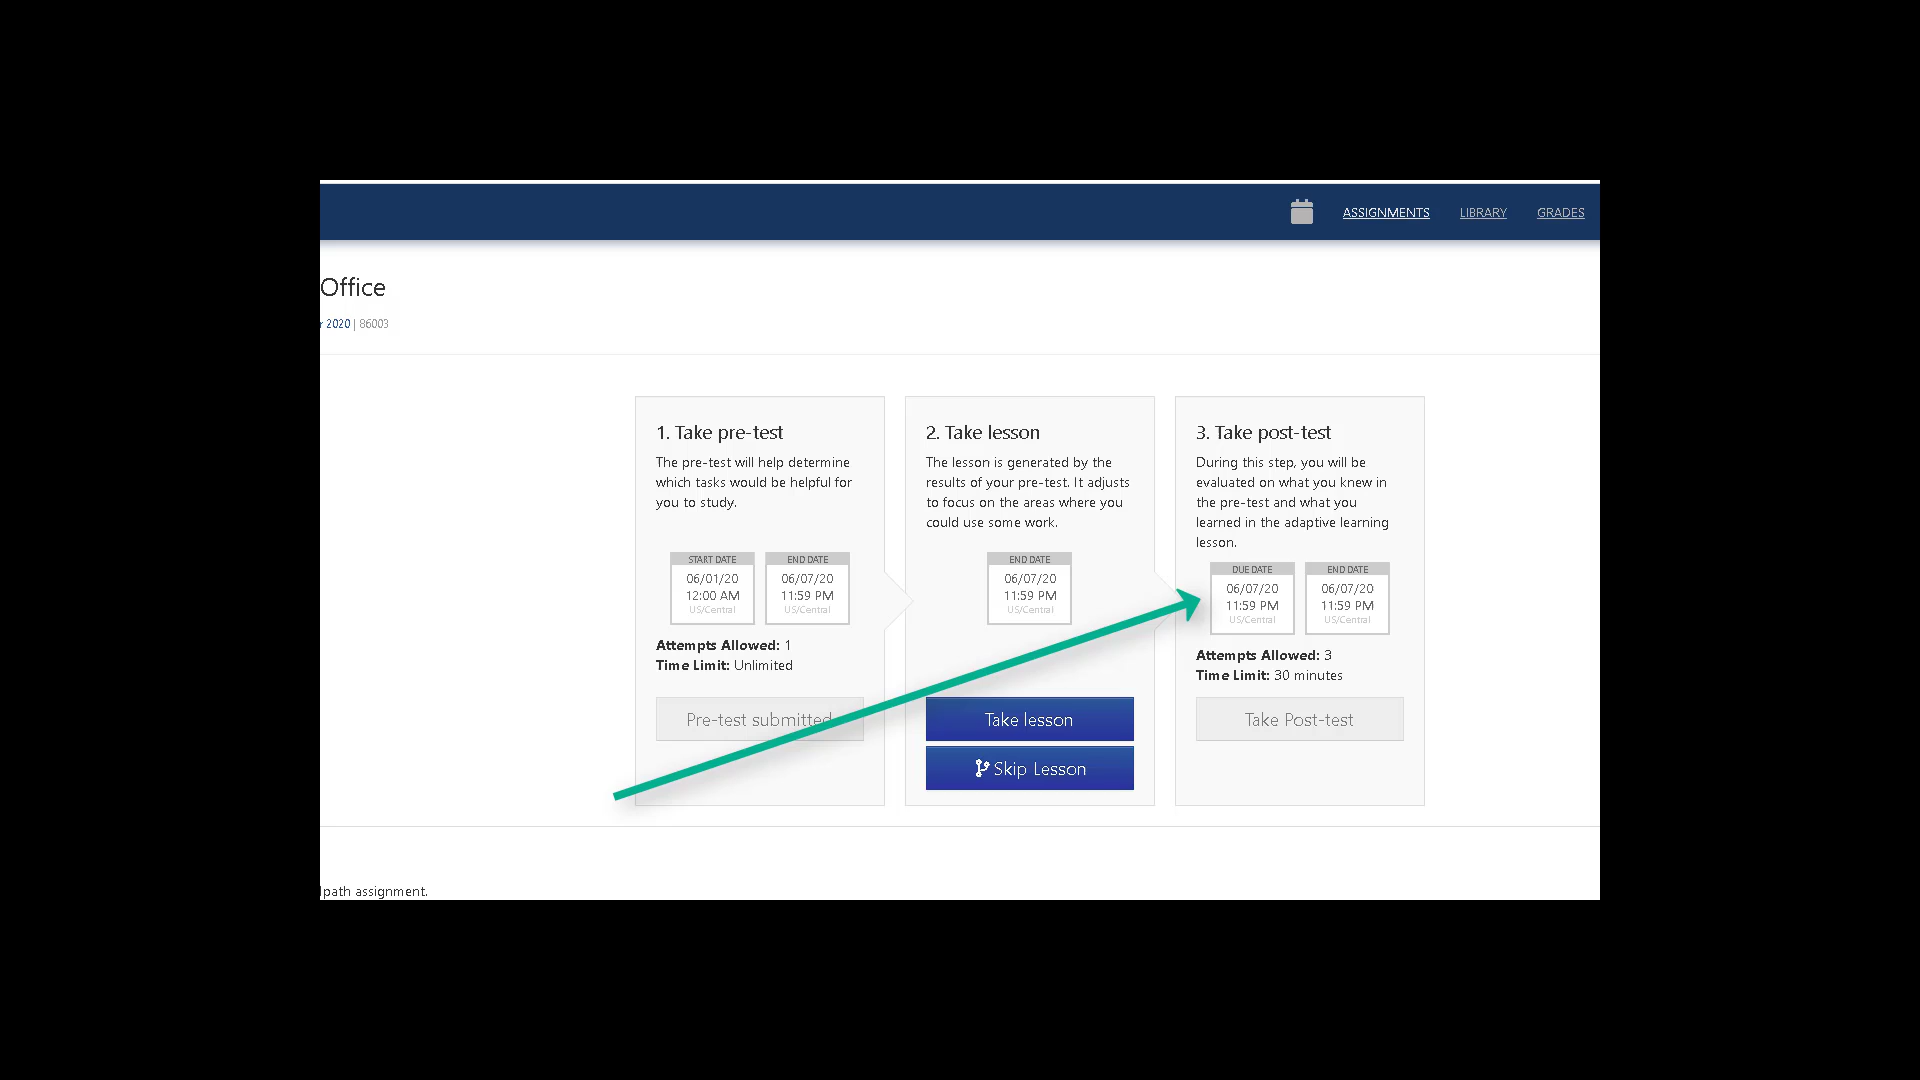 ASSIGNMENTS LIBRARY GRADES
Office
r 2020 | 86003
1. Take pre-test
The pre-test will help determine
which tasks would be helpful for
you to study.
START DATE
06/01/20
12:00 AM
US/Central
END DATE
06/07/20
11:59 PM
US/Central
Attempts Allowed: 1
Time Limit: Unlimited
Pre-test submitted
2. Take lesson
The lesson is generated by the
results of your pre-test. It adjusts
to focus on the areas where you
could use some work.
END DATE
06/07/20
11:59 PM
US/Central
Take lesson
Skip Lesson
3. Take post-test
During this step, you will be
evaluated on what you knew in
the pre-test and what you
learned in the adaptive learning
lesson.
DUE DATE
06/07/20
11:59 PM
US/Central
END DATE
06/07/20
11:59 PM
US/Central
Attempts Allowed: 3
Time Limit: 30 minutes
Take Post-test
lpath assignment.